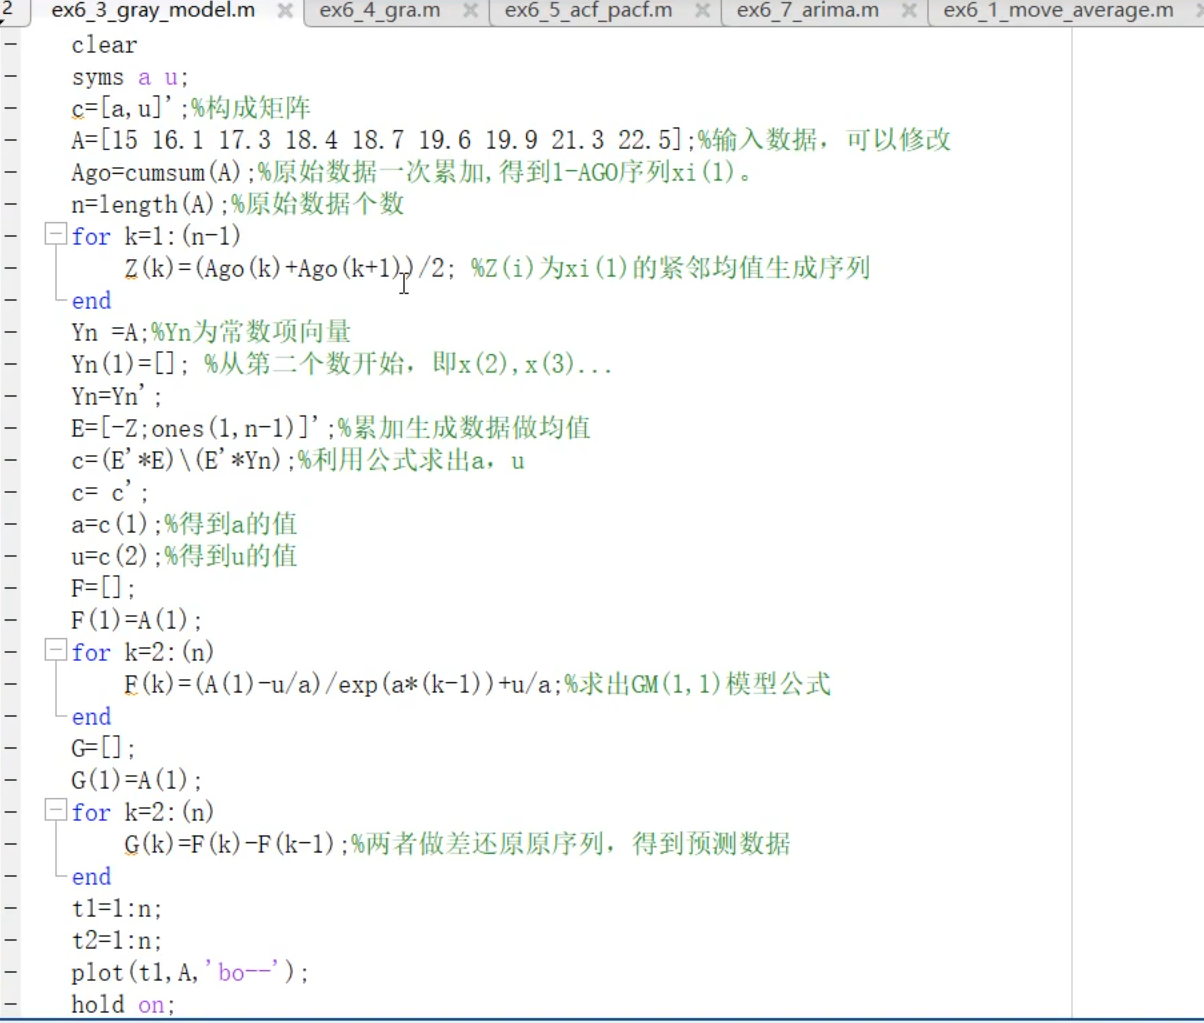 2 ex6_3_gray_model.m ex6_4_gra.m ex6_5_acf_pacf.m ex6_7_arima.m ex6_1_move_average.m
clear
syms a u;
c=[a,u]';%构成矩阵
A=[15 16.1 17.3 18.4 18.7 19.6 19.9 21.3 22.5];%输入数据，可以修改
Ago=cumsum(A);%原始数据一次累加,得到1-AGO序列xi(1)。
n=length(A);%原始数据个数
for k=1:(n-1)
Z(k)=(Ago(k)+Ago(k+1))/2; %Z(i)为xi(1)的紧邻均值生成序列
end
Yn =A;%Yn为常数项向量
Yn(1)=[]; %从第二个数开始，即x(2),x(3)...
Yn=Yn';
E=[-Z;ones(1,n-1)]';%累加生成数据做均值
c=(E'*E)\(E'*Yn);%利用公式求出a，u
c= c';
a=c(1);%得到a的值
u=c(2);%得到u的值
F=[];
F(1)=A(1);
for k=2:(n)
F(k)=(A(1)-u/a)/exp(a*(k-1))+u/a;%求出GM(1,1)模型公式
end
G=[];
G(1)=A(1);
for k=2:(n)
G(k)=F(k)-F(k-1);%两者做差还原原序列，得到预测数据
end
t1=1:n;
t2=1:n;
plot(t1,A,'bo--');
hold on;